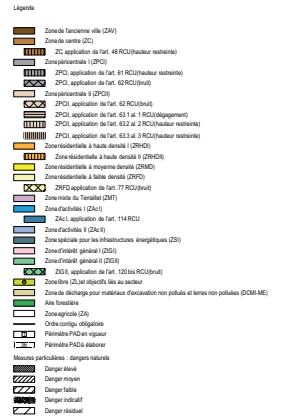 Légende
Zone de l'ancienne ville (ZAV)
Zone de centre (ZC)
ZC, application de l'art. 48 RCU(hauteur restreinte)
Zone péricentrale I (ZPCI)
ZPCI, application de l'art. 61 RCU(hauteur restreinte)
ZPCI, application de l'art. 62 RCU(bruit)
Zone péricentrale II (ZPCII)
ZPCII, application de l'art. 62 RCU(bruit)
ZPCII, application de l'art. 63.1 al. 1 RCU(dégagement)
ZPCII, application de l'art. 63.2 al. 2 RCU(hauteur restreinte)
ZPCII, application de l'art. 63.3 al. 3 RCU(hauteur restreinte)
Zone résidentielle à haute densité I (ZRHDI)
Zone résidentielle à haute densité II (ZRHDII)
Zone résidentielle à moyenne densité (ZRMD)
Zone résidentielle à faible densité (ZRFD)
ZRFD application de l'art. 77 RCU(bruit)
Zone mixte du Terraillet (ZMT)
Zone d'activités I (ZAcI)
ZAc I, application de l'art. 114 RCU
Zone d'activités II (ZAc II)
Zone spéciale pour les infrastructures énergétiques (ZSI)
Zone d'intérêt général I (ZIGI)
Zone d'intérêt général II (ZIGII)
ZIG II, application de l'art. 120 bis RCU(bruit)
Zone libre (ZL) et objectifs liés au secteur
Zone de décharge pour matériaux d'excavation non pollués et terres non polluées (DCMI-ME)
Aire forestière
Zone agricole (ZA)
Ordre contigu obligatoire
Périmètre PAD en vigueur
Périmètre PAD à élaborer
Mesures particulières : dangers naturels
Danger élevé
Danger moyen
Danger faible
Danger indicatif
Danger résiduel